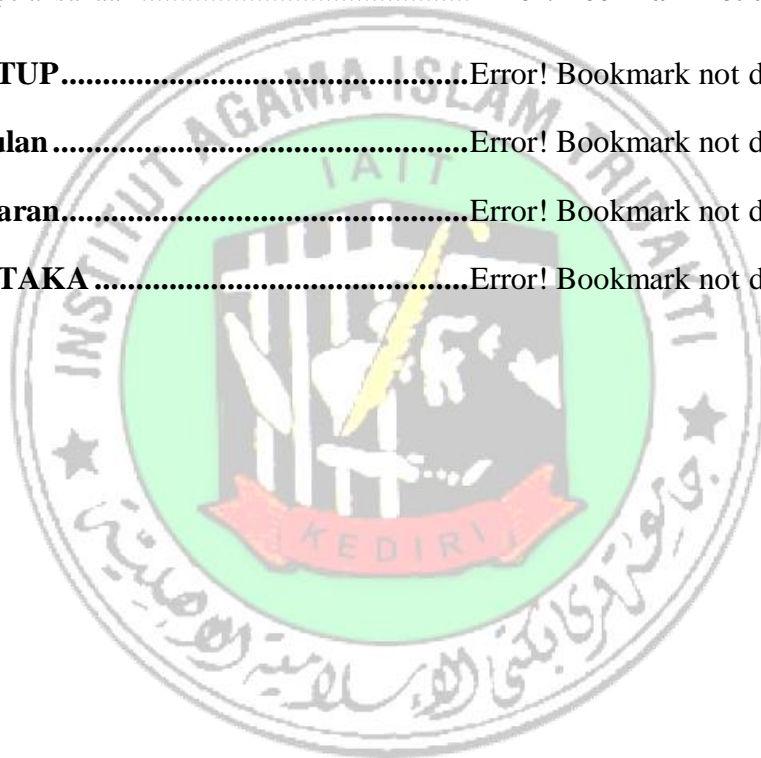 TUP..............................................Error! Bookmark not d
ulan..............................................Error! Bookmark not d
aran..............................................Error! Bookmark not d
TAKA..............................................Error! Bookmark not d
INSTITUT AGAMA ISLAM TRIBAKTI
IAIT
KEDIRI